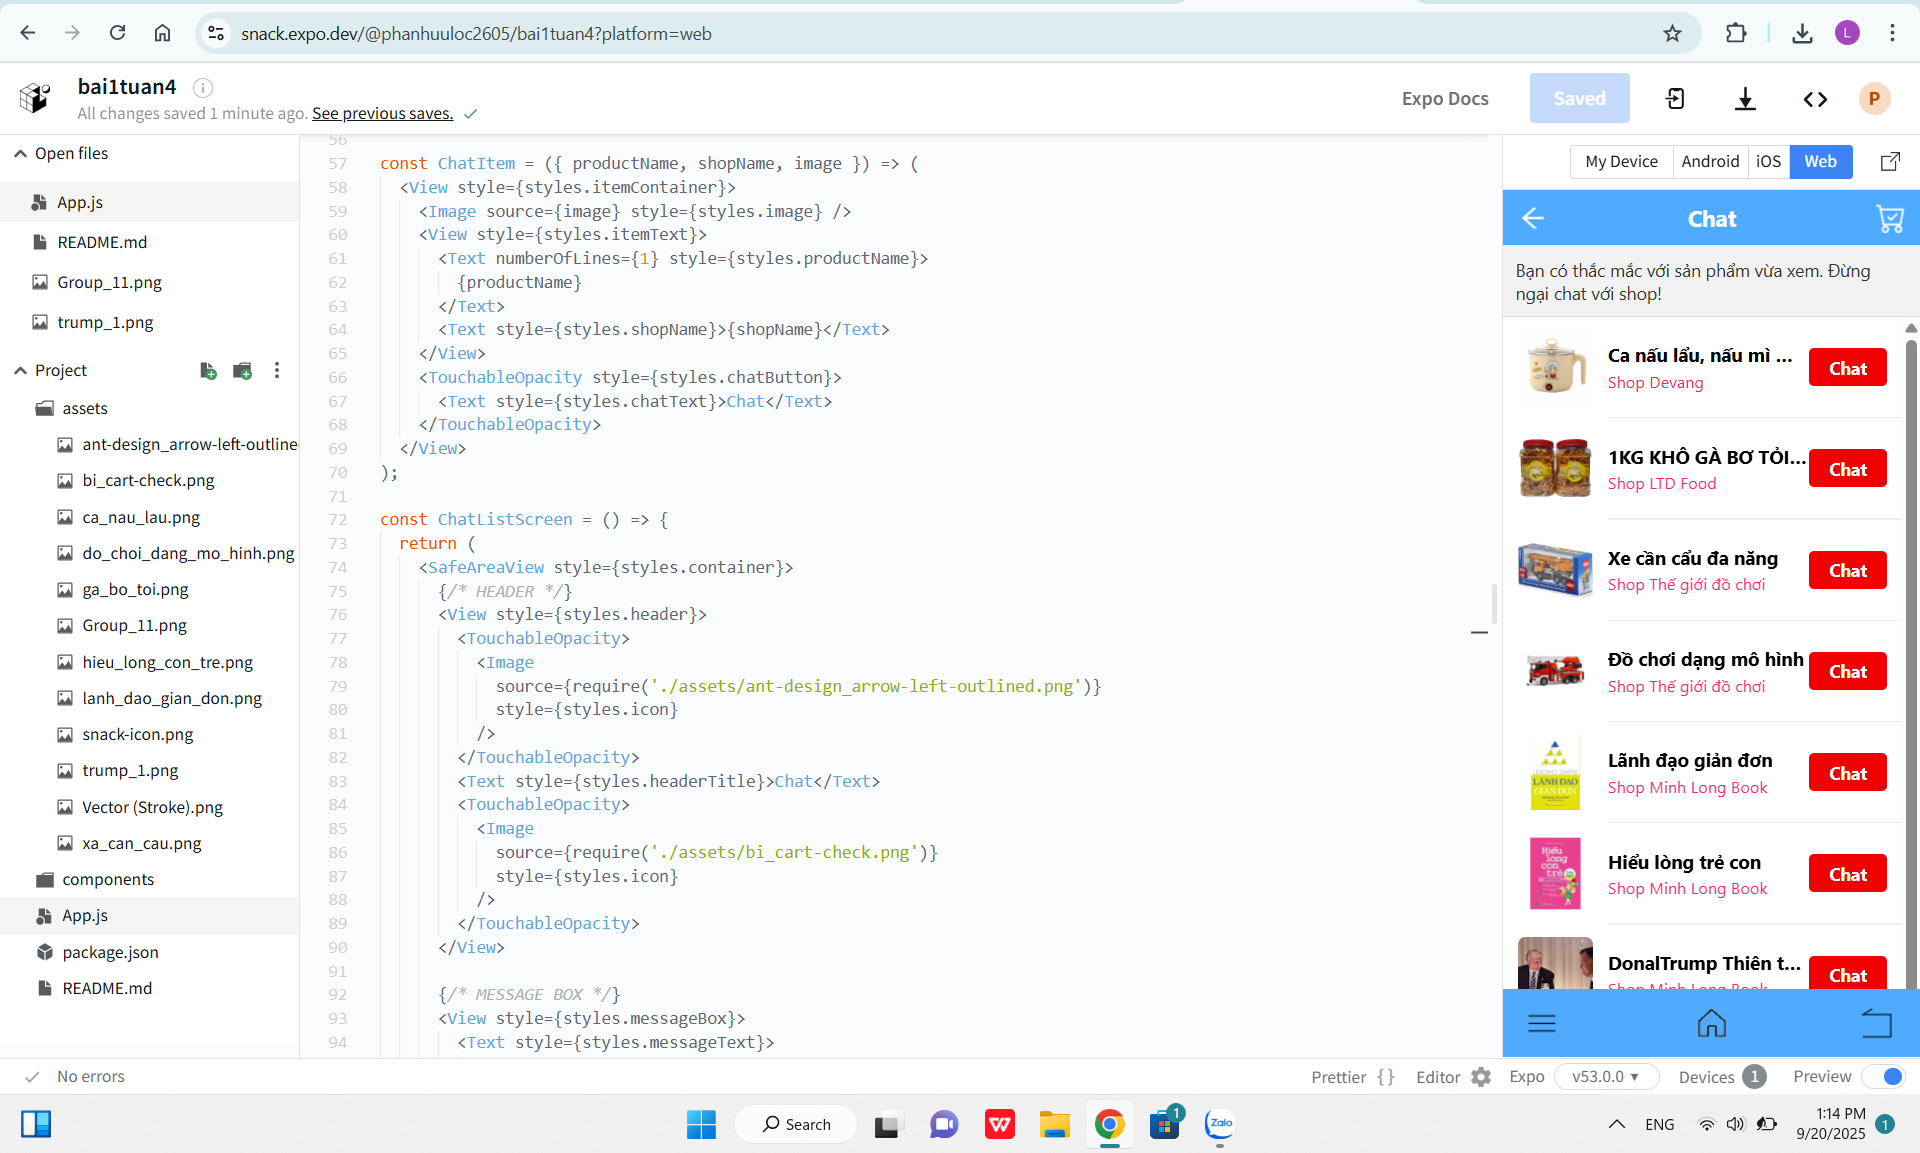 snack.expo.dev/@phanhuuloc2605/bai1tuan4?platform=web
L
bai1tuan4
All changes saved 1 minute ago. See previous saves.
Expo Docs
Saved
P
Open files
App.js
README.md
Group_11.png
trump_1.png
Project
assets
ant-design_arrow-left-outline
bi_cart-check.png
ca_nau_lau.png
do_choi_dang_mo_hinh.png
ga_bo_toi.png
Group_11.png
hieu_long_con_tre.png
lanh_dao_gian_don.png
snack-icon.png
trump_1.png
Vector (Stroke).png
xa_can_cau.png
components
App.js
package.json
README.md
56
57 const ChatItem = ({ productName, shopName, image }) => (
58 <View style={styles.itemContainer}>
59 <Image source={image} style={styles.image} />
60 <View style={styles.itemText}>
61 <Text numberOfLines={1} style={styles.productName}>
62 {productName}
63 </Text>
64 <Text style={styles.shopName}>{shopName}</Text>
65 </View>
66 <TouchableOpacity style={styles.chatButton}>
67 <Text style={styles.chatText}>Chat</Text>
68 </TouchableOpacity>
69 </View>
70 );
71
72 const ChatListScreen = () => {
73 return (
74 <SafeAreaView style={styles.container}>
75 {/* HEADER */}
76 <View style={styles.header}>
77 <TouchableOpacity>
78 <Image
79 source={require('./assets/ant-design_arrow-left-outlined.png')}
80 style={styles.icon}
81 />
82 </TouchableOpacity>
83 <Text style={styles.headerTitle}>Chat</Text>
84 <TouchableOpacity>
85 <Image
86 source={require('./assets/bi_cart-check.png')}
87 style={styles.icon}
88 />
89 </TouchableOpacity>
90 </View>
91
92 {/* MESSAGE BOX */}
93 <View style={styles.messageBox}>
94 <Text style={styles.messageText}>
My Device Android iOS Web
Chat
Bạn có thắc mắc với sản phẩm vừa xem. Đừng
ngại chat với shop!
Ca nấu lẩu, nấu mì ...
Shop Devang
Chat
1KG KHÔ GÀ BƠ TỎI...
Shop LTD Food
Chat
Xe cần cẩu đa năng
Shop Thế giới đồ chơi
Chat
Đồ chơi dạng mô hình
Shop Thế giới đồ chơi
Chat
LÃNH ĐẠO
GIẢN ĐƠN
Lãnh đạo giản đơn
Shop Minh Long Book
Chat
Hiểu
lòng
con
trẻ
Hiểu lòng trẻ con
Shop Minh Long Book
Chat
DonalTrump Thiên t...
Shop Minh Long Book
Chat
No errors
Prettier {}
Editor
Expo v53.0.0 ▾
Devices 1
Preview
Search
1
Zalo
ENG
1:14 PM
9/20/2025
1